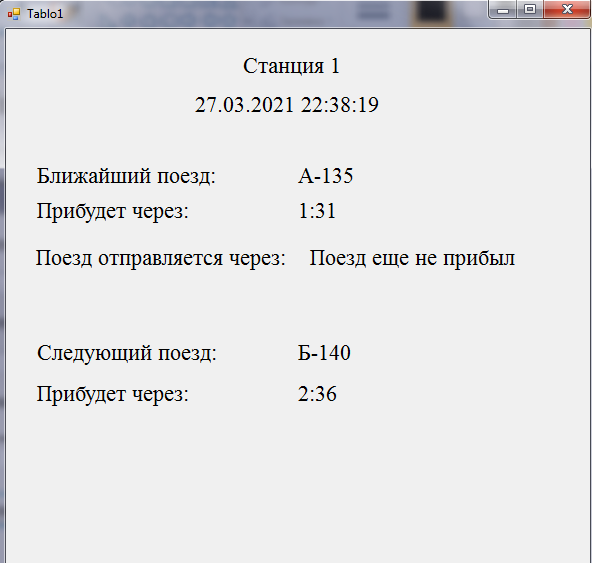 Tablo1
Станция 1
27.03.2021 22:38:19
Ближайший поезд: А-135
Прибудет через: 1:31
Поезд отправляется через: Поезд еще не прибыл
Следующий поезд: Б-140
Прибудет через: 2:36